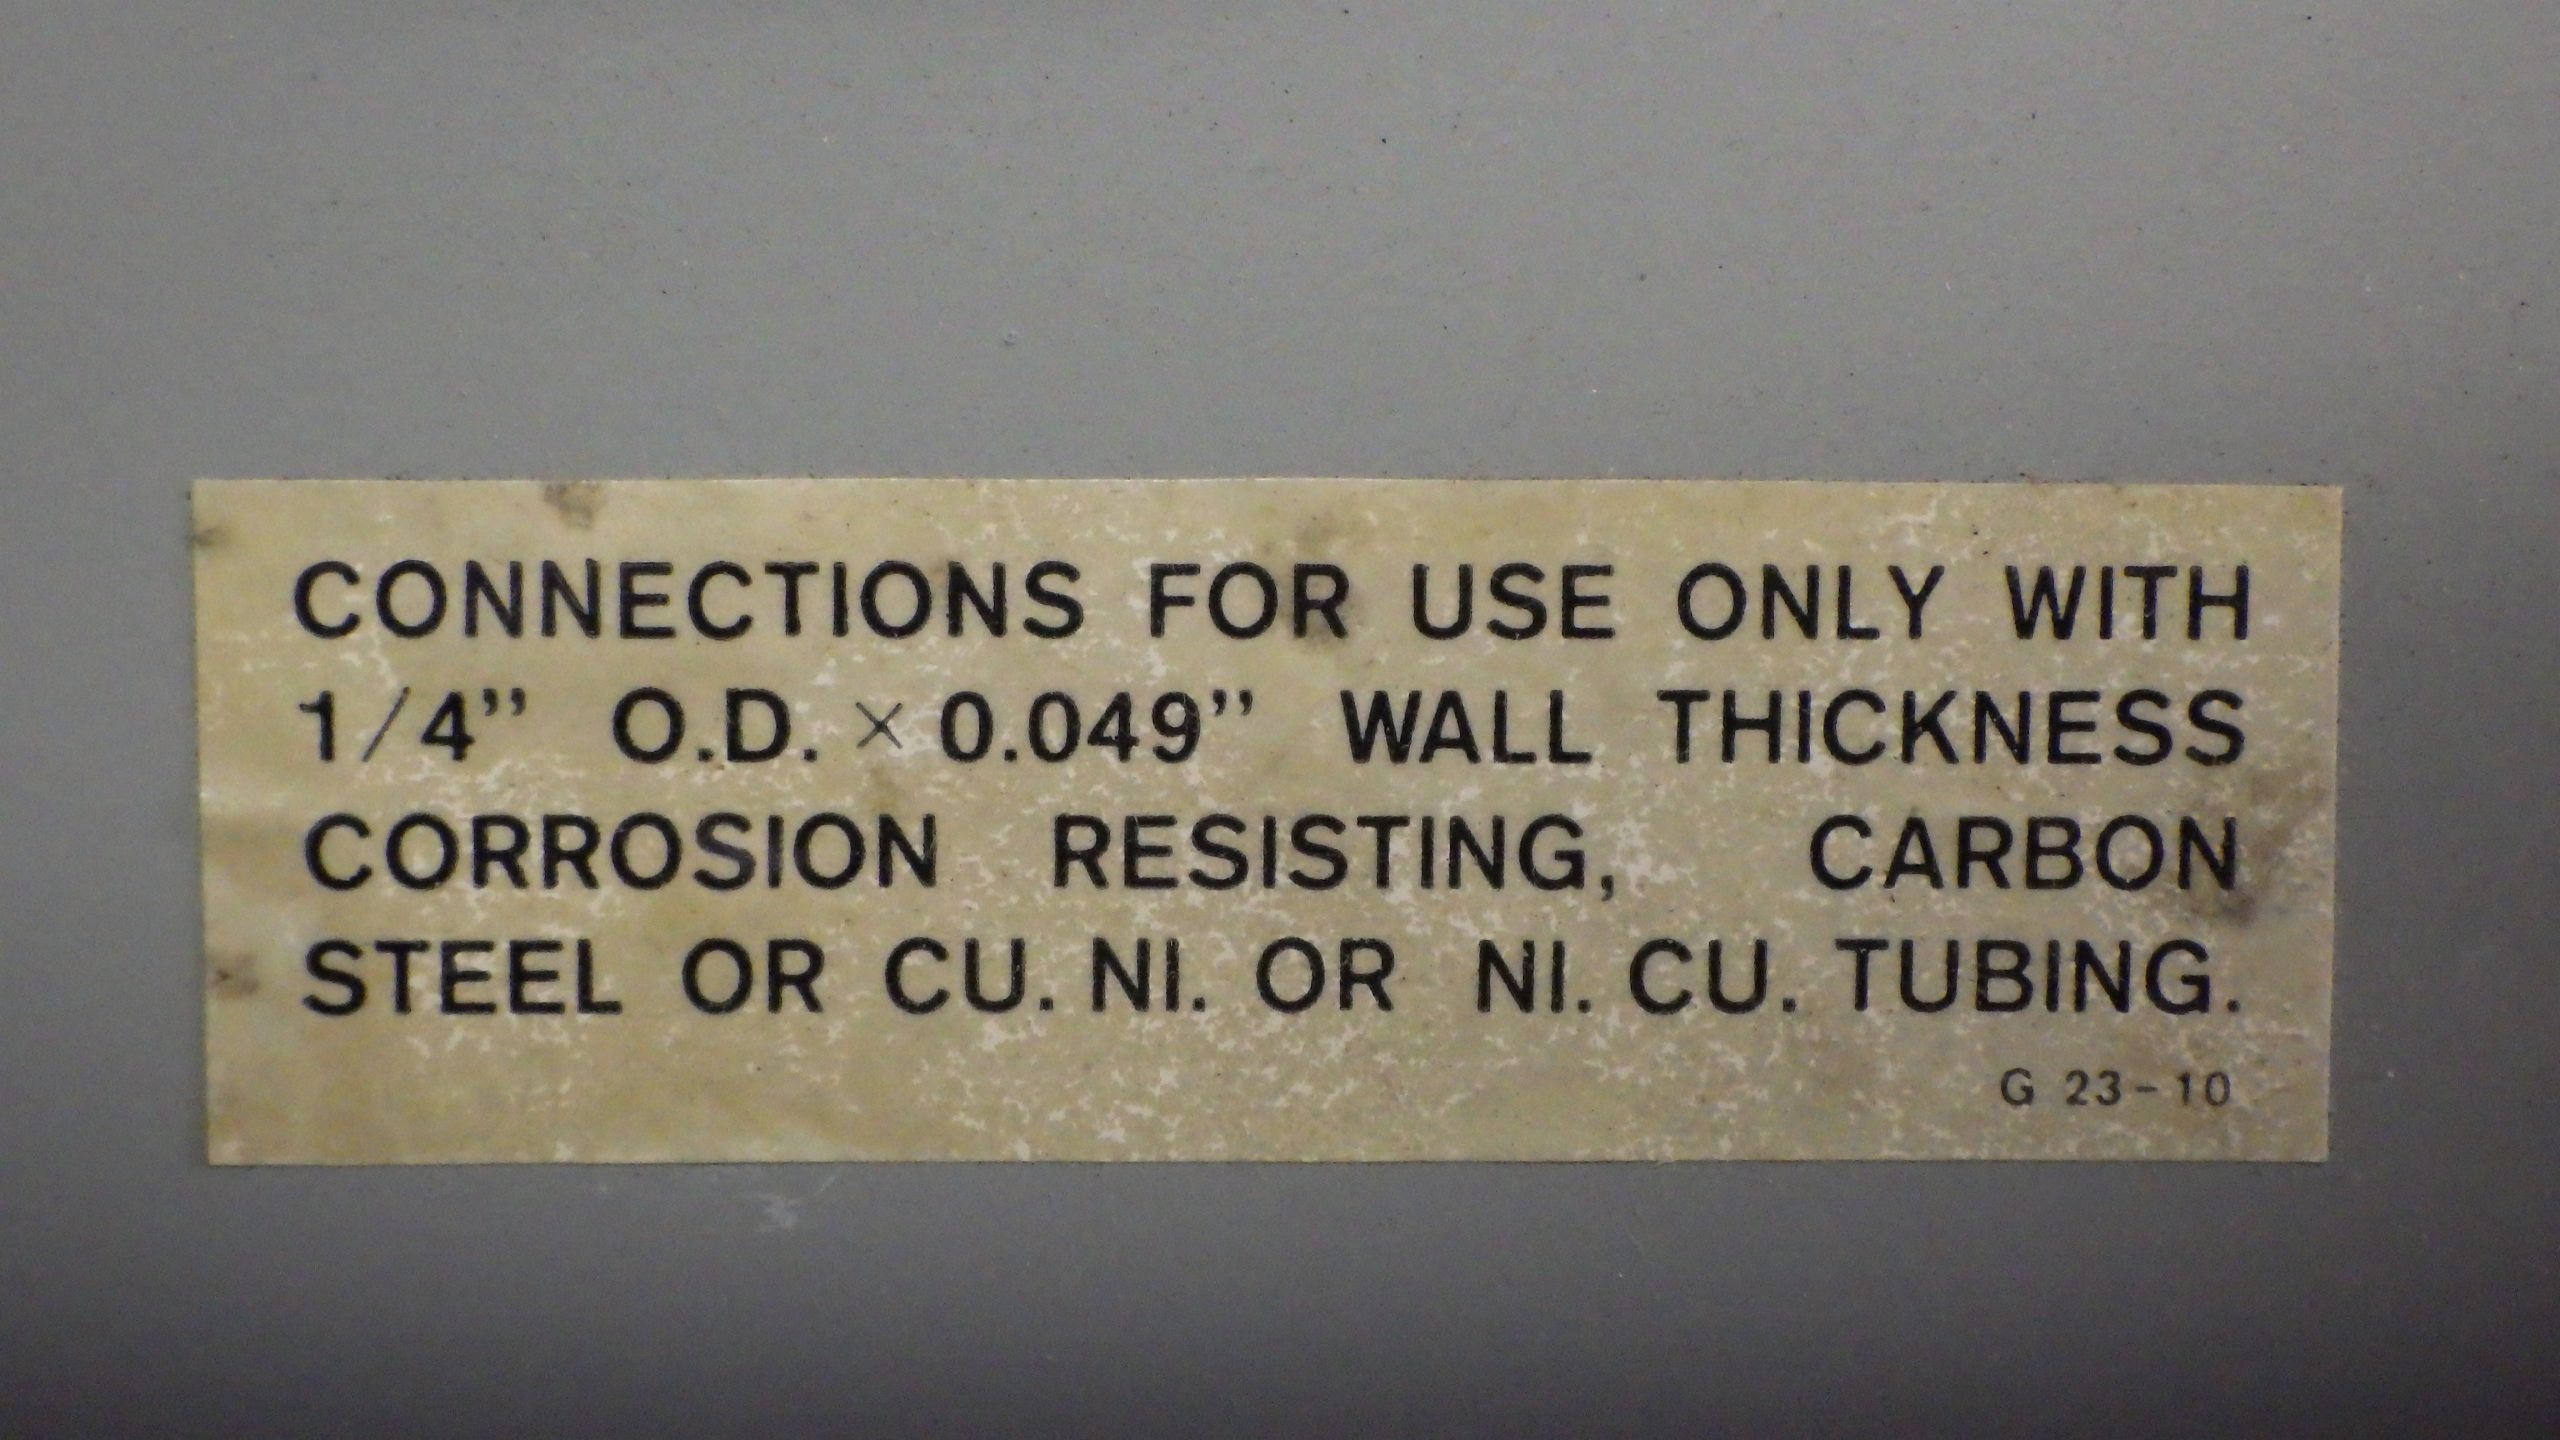 CONNECTIONS FOR USE ONLY WITH
1/4” O.D. × 0.049” WALL THICKNESS
CORROSION RESISTING, CARBON
STEEL OR CU. NI. OR NI. CU. TUBING.
G 23-10